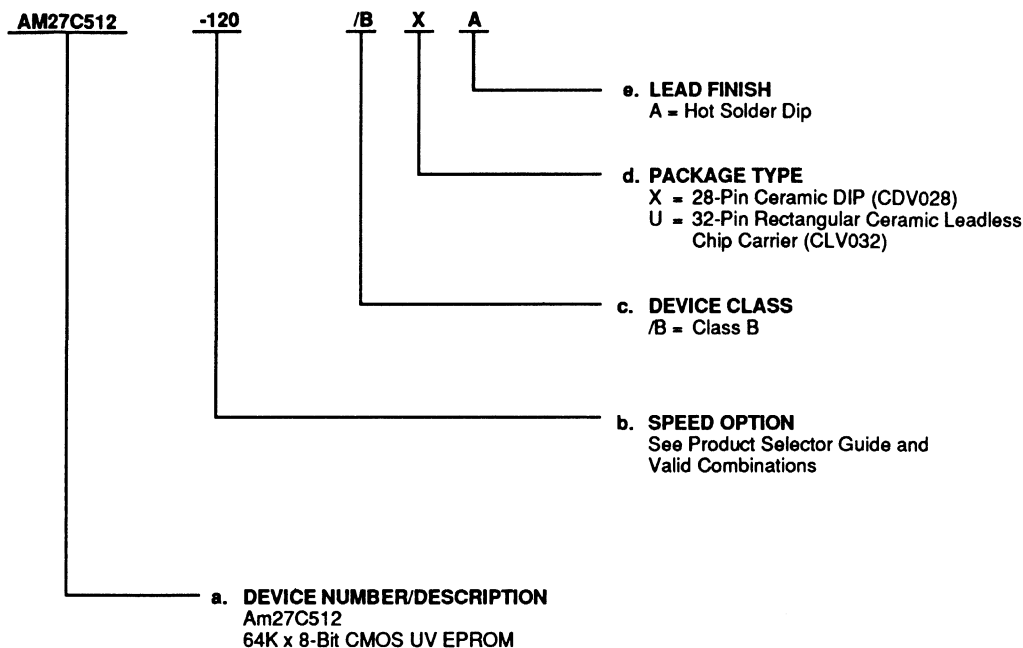 AM27C512 -120 /B X A
e. LEAD FINISH
A = Hot Solder Dip
d. PACKAGE TYPE
X = 28-Pin Ceramic DIP (CDV028)
U = 32-Pin Rectangular Ceramic Leadless
Chip Carrier (CLV032)
c. DEVICE CLASS
/B = Class B
b. SPEED OPTION
See Product Selector Guide and
Valid Combinations
a. DEVICE NUMBER/DESCRIPTION
Am27C512
64K x 8-Bit CMOS UV EPROM